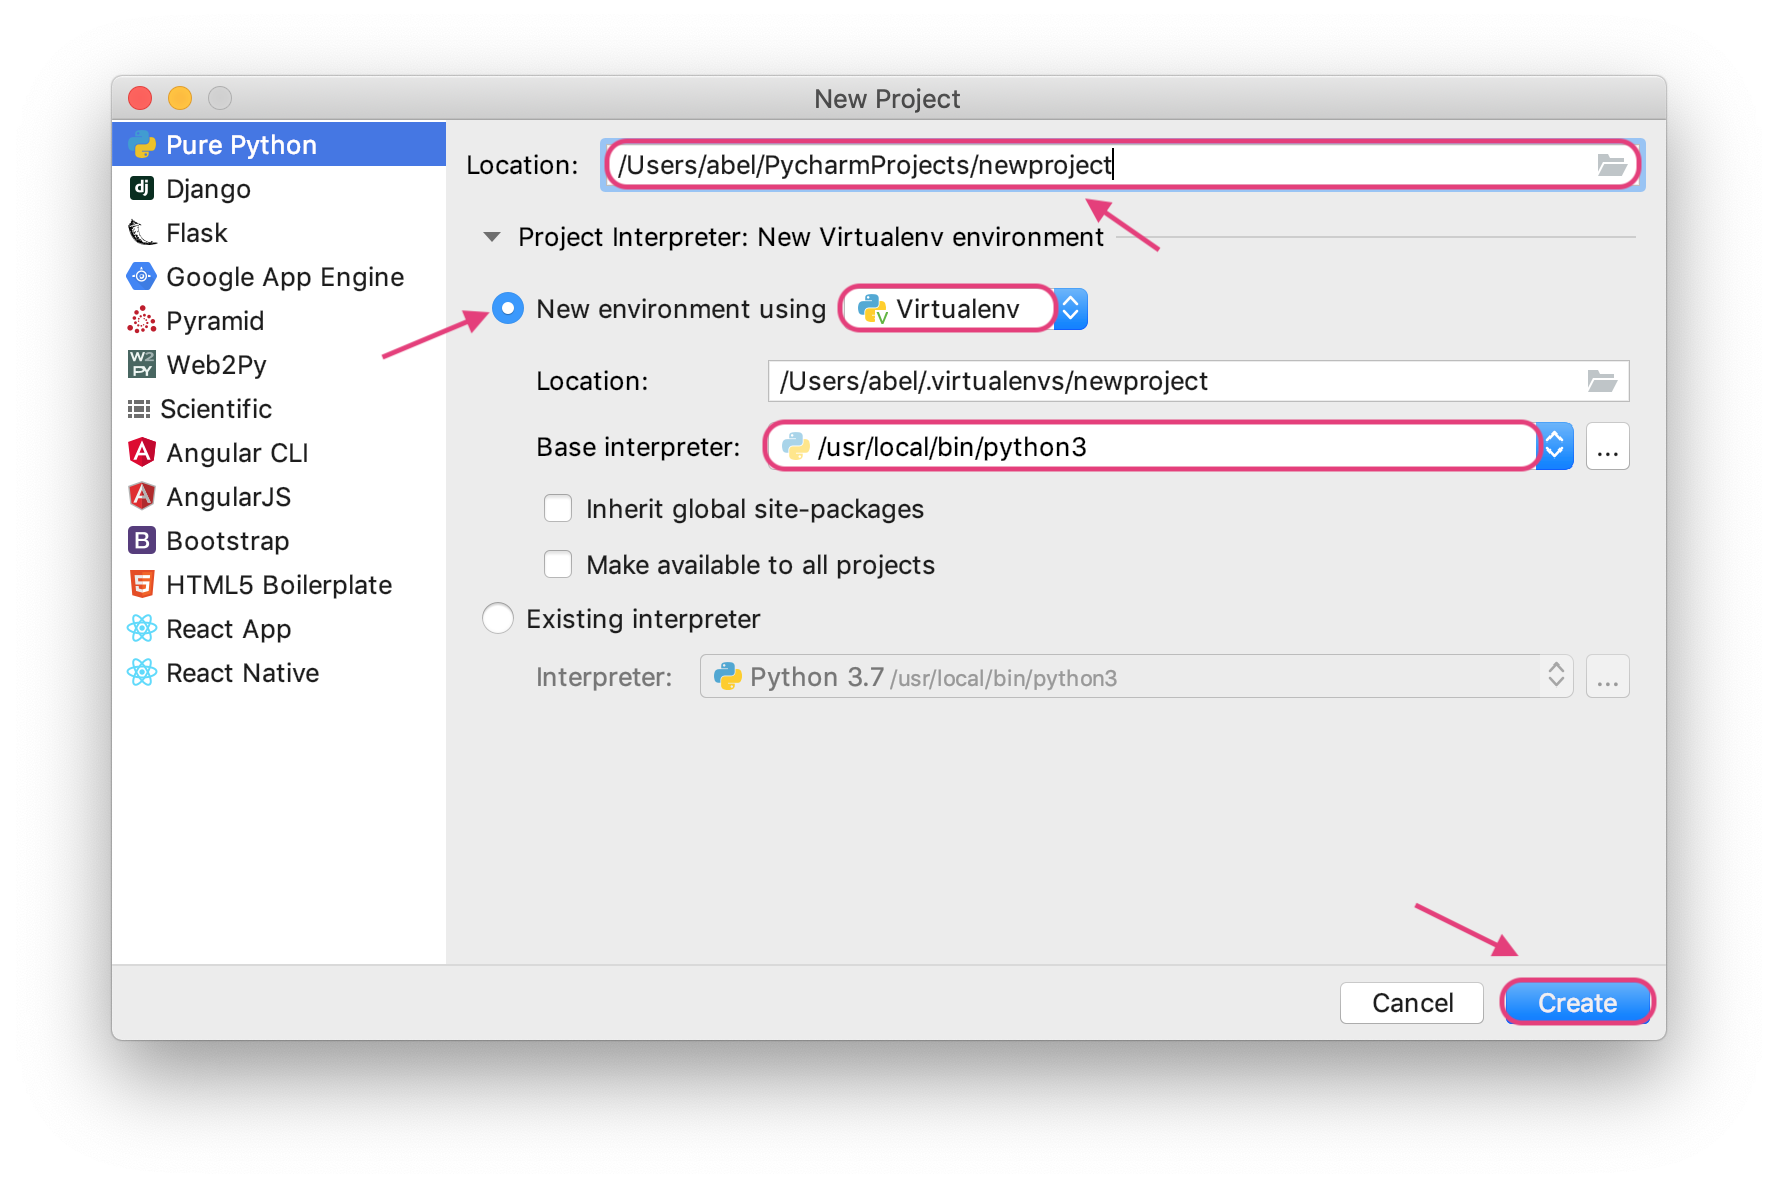 New Project
Pure Python
dj Django
Flask
Google App Engine
Pyramid
W2PY Web2Py
Scientific
A Angular CLI
A AngularJS
B Bootstrap
5 HTML5 Boilerplate
React App
React Native
Location: /Users/abel/PycharmProjects/newproject
Project Interpreter: New Virtualenv environment
New environment using V Virtualenv
Location: /Users/abel/.virtualenvs/newproject
Base interpreter: /usr/local/bin/python3 ...
Inherit global site-packages
Make available to all projects
Existing interpreter
Interpreter: Python 3.7 /usr/local/bin/python3 ...
Cancel Create